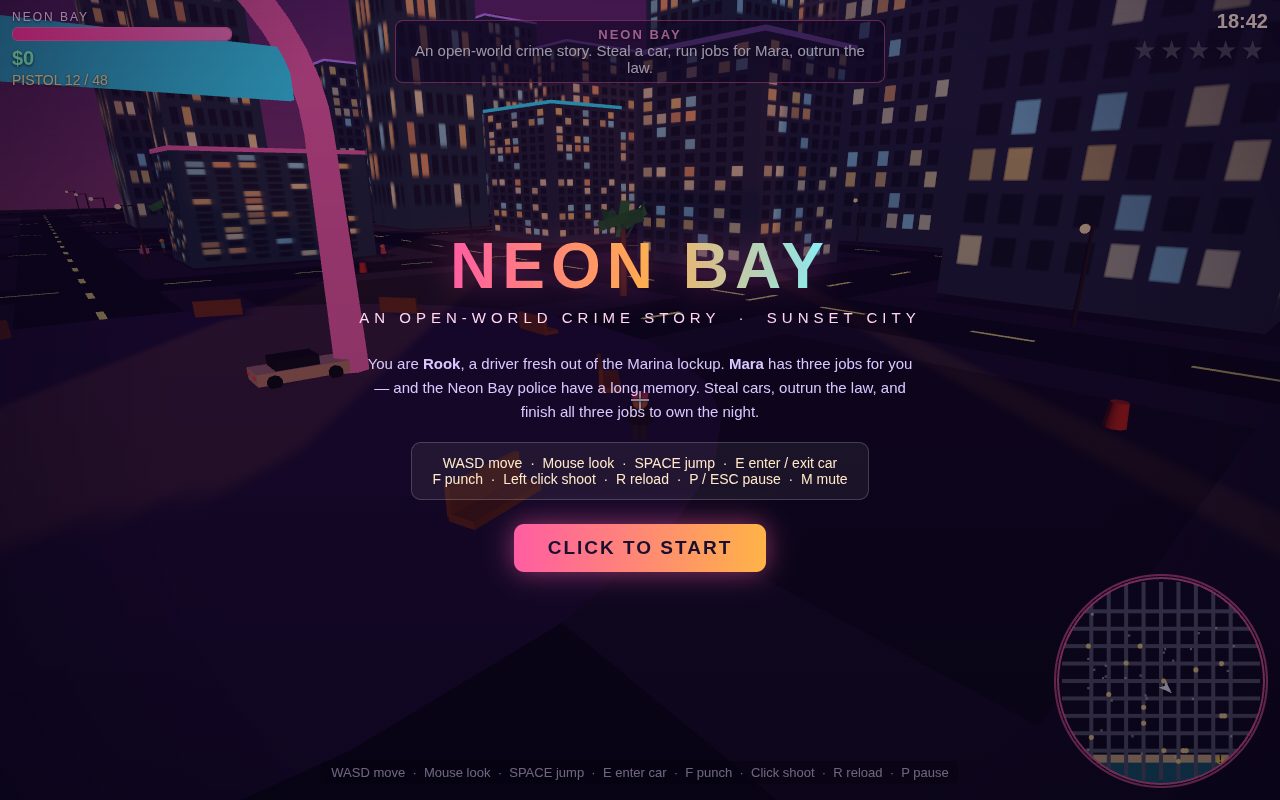 NEON BAY
18:42
$0
PISTOL 12 / 48
NEON BAY
An open-world crime story. Steal a car, run jobs for Mara, outrun the
law.
NEON BAY
AN OPEN-WORLD CRIME STORY · SUNSET CITY
You are Rook, a driver fresh out of the Marina lockup. Mara has three jobs for you
— and the Neon Bay police have a long memory. Steal cars, outrun the law, and
finish all three jobs to own the night.
WASD move · Mouse look · SPACE jump · E enter / exit car
F punch · Left click shoot · R reload · P / ESC pause · M mute
CLICK TO START
WASD move · Mouse look · SPACE jump · E enter car · F punch · Click shoot · R reload · P pause